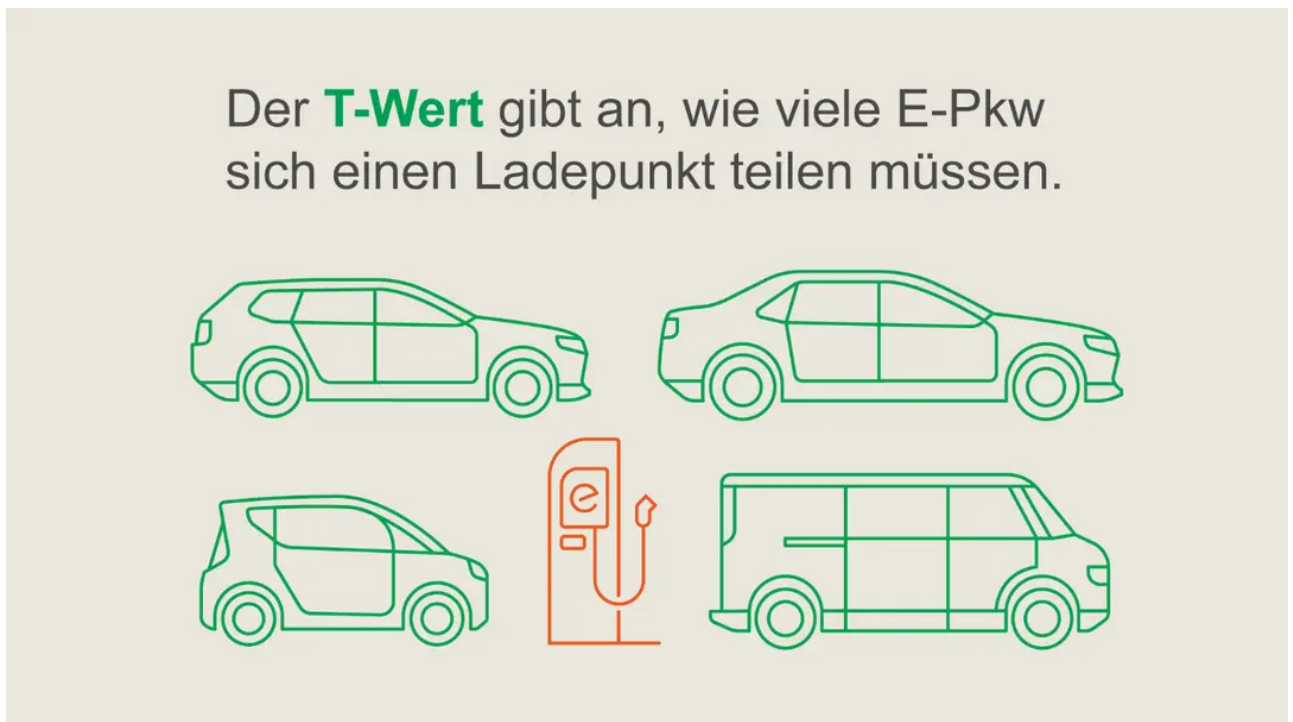 Der T-Wert gibt an, wie viele E-Pkw
sich einen Ladepunkt teilen müssen.
e